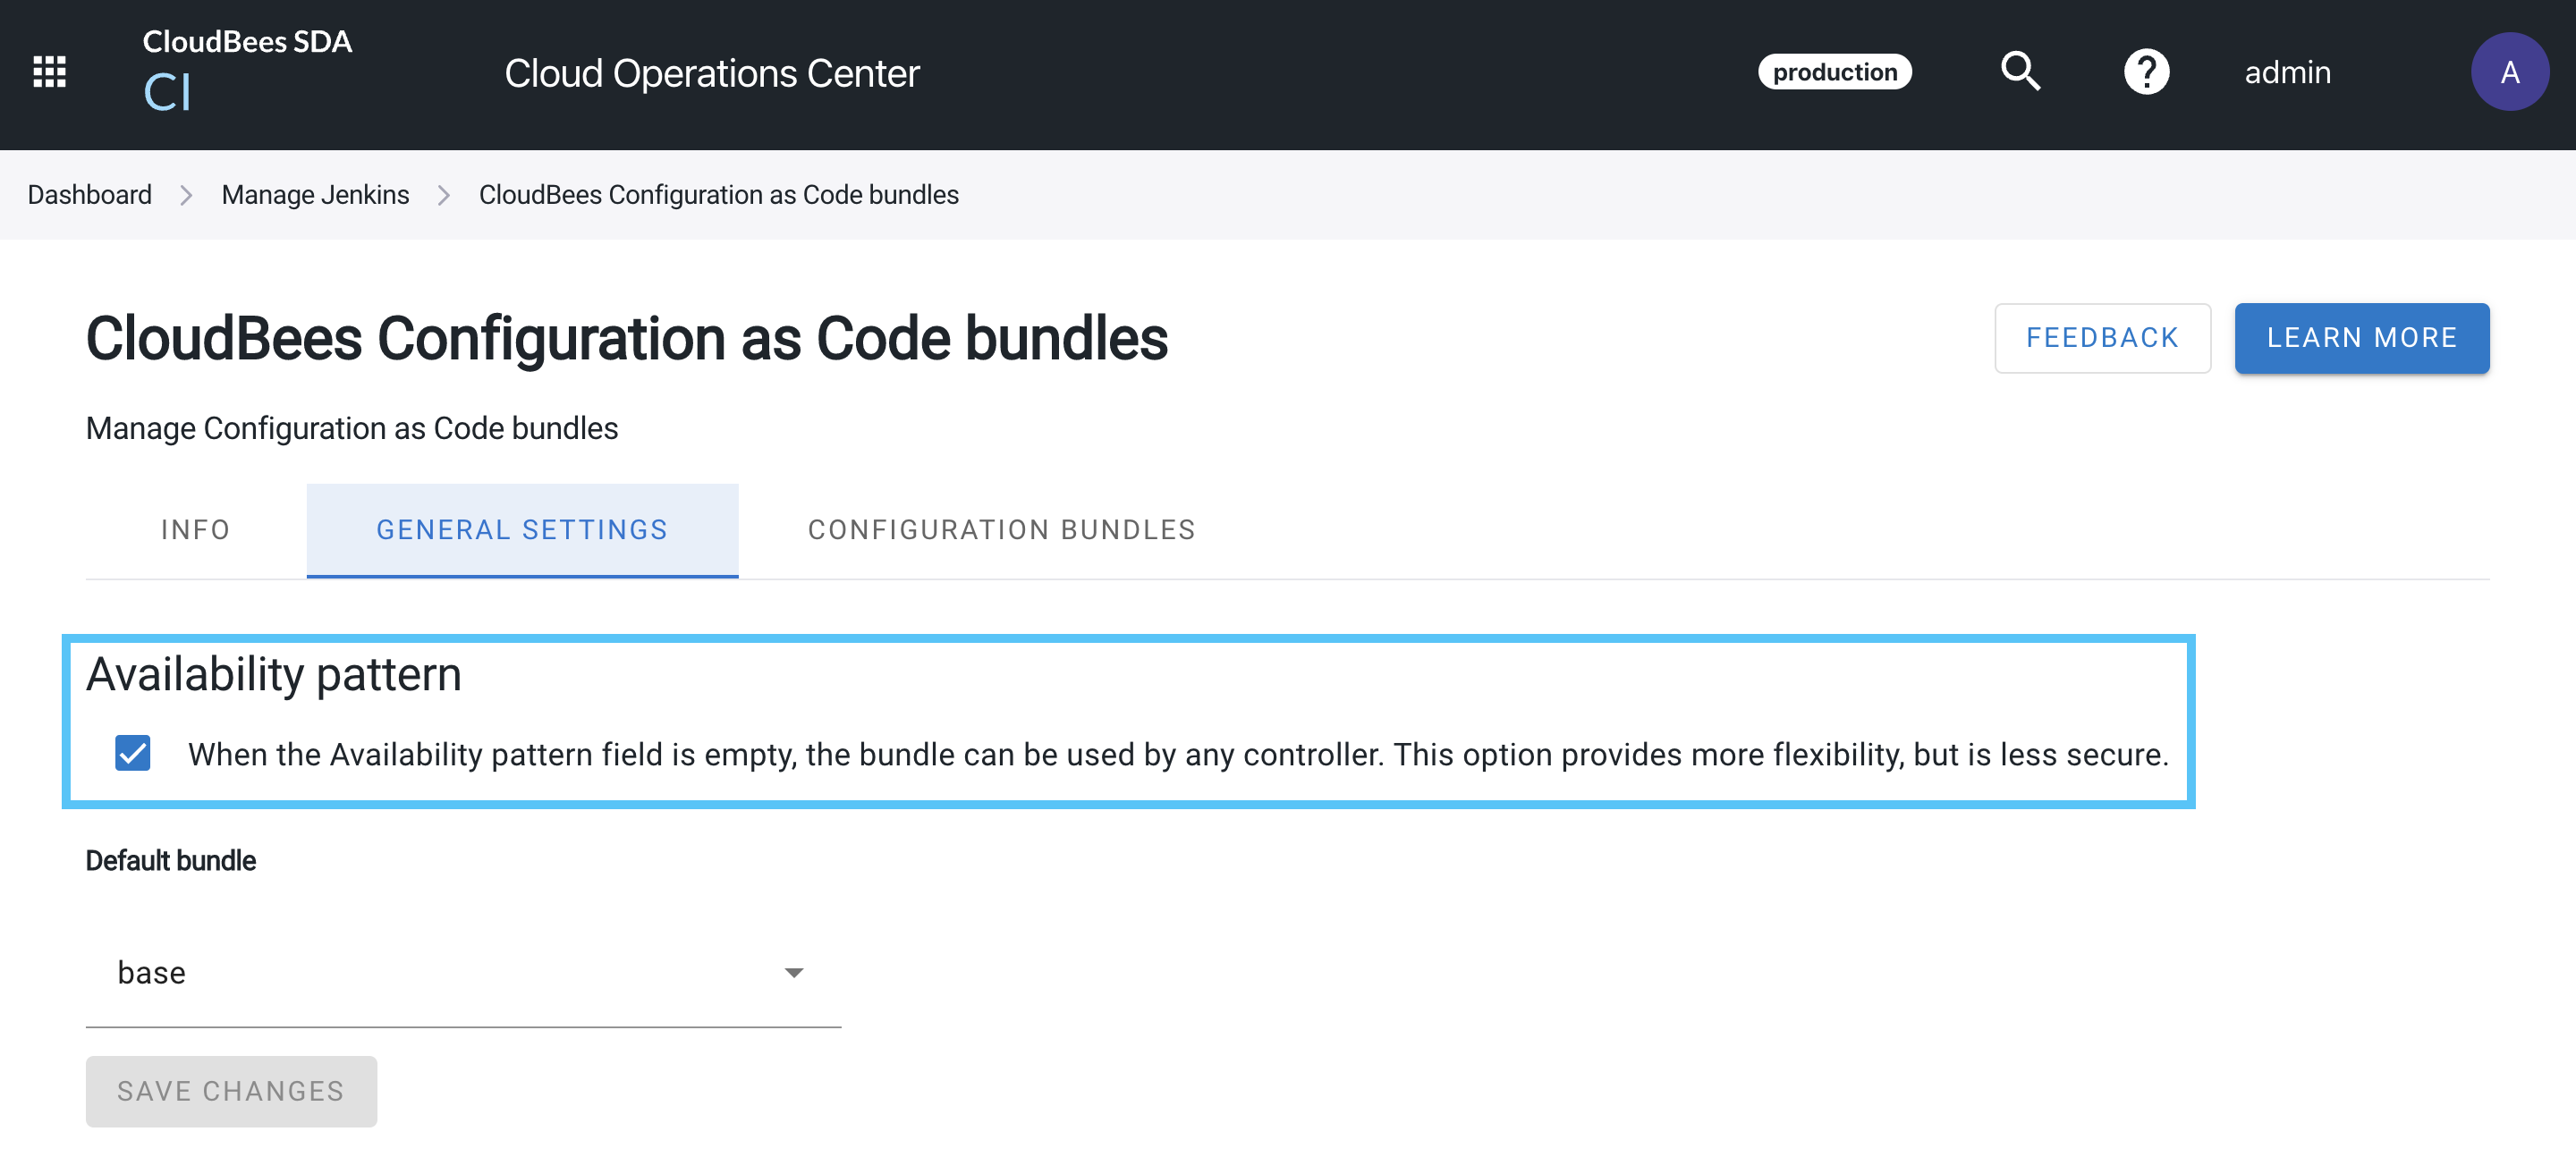 CloudBees SDA
CI
Cloud Operations Center
production
?
admin
A
Dashboard
Manage Jenkins
CloudBees Configuration as Code bundles
CloudBees Configuration as Code bundles
FEEDBACK
LEARN MORE
Manage Configuration as Code bundles
INFO
GENERAL SETTINGS
CONFIGURATION BUNDLES
Availability pattern
When the Availability pattern field is empty, the bundle can be used by any controller. This option provides more flexibility, but is less secure.
Default bundle
base
SAVE CHANGES